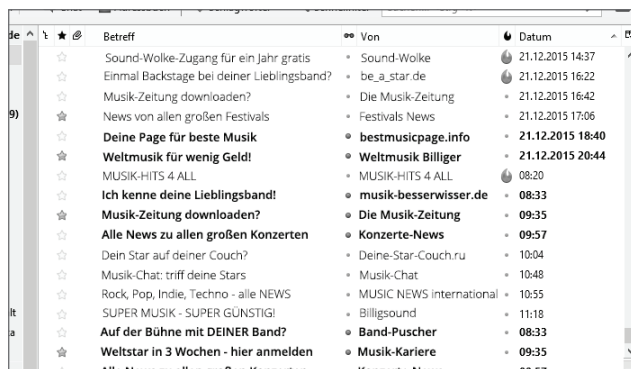 de Betreff Von Datum
Sound-Wolke-Zugang für ein Jahr gratis Sound-Wolke 21.12.2015 14:37
Einmal Backstage bei deiner Lieblingsband? be_a_star.de 21.12.2015 16:22
Musik-Zeitung downloaden? Die Musik-Zeitung 21.12.2015 16:42
9) News von allen großen Festivals Festivals News 21.12.2015 17:06
Deine Page für beste Musik bestmusicpage.info 21.12.2015 18:40
Weltmusik für wenig Geld! Weltmusik Billiger 21.12.2015 20:44
MUSIK-HITS 4 ALL MUSIK-HITS 4 ALL 08:20
Ich kenne deine Lieblingsband! musik-besserwisser.de 08:33
Musik-Zeitung downloaden? Die Musik-Zeitung 09:35
Alle News zu allen großen Konzerten Konzerte-News 09:57
Dein Star auf deiner Couch? Deine-Star-Couch.ru 10:04
Musik-Chat: triff deine Stars Musik-Chat 10:48
Rock, Pop, Indie, Techno - alle NEWS MUSIC NEWS international 10:55
lt SUPER MUSIK - SUPER GÜNSTIG! Billigsound 11:18
a Auf der Bühne mit DEINER Band? Band-Puscher 08:33
Weltstar in 3 Wochen - hier anmelden Musik-Kariere 09:35